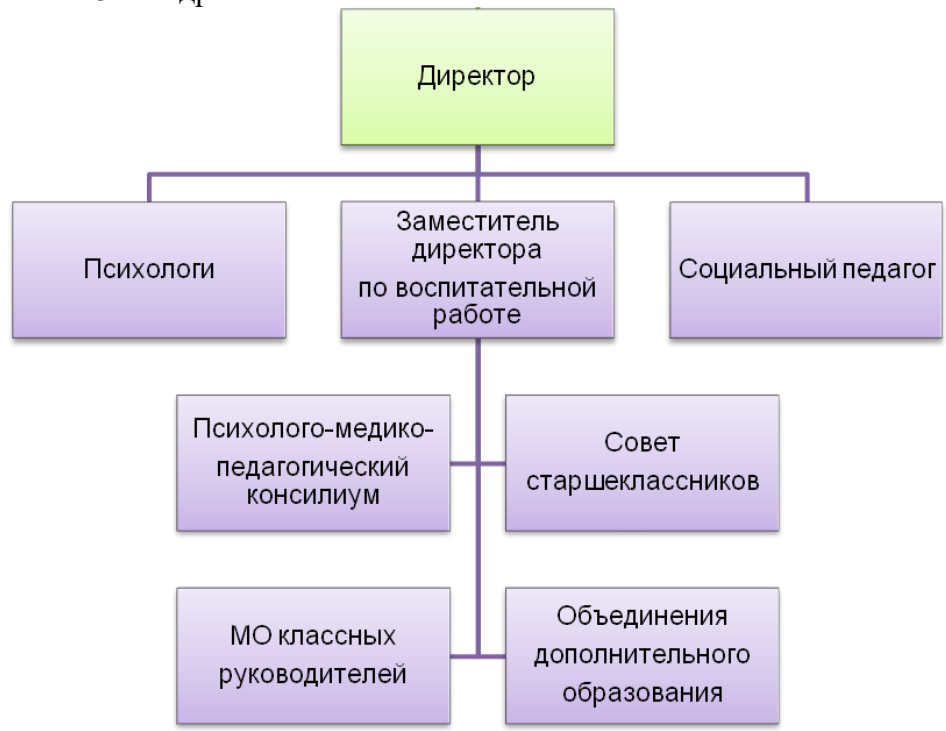 Директор
Психологи
Заместитель
директора
по воспитательной
работе
Социальный педагог
Психолого-медико-
педагогический
консилиум
Совет
старшеклассников
МО классных
руководителей
Объединения
дополнительного
образования